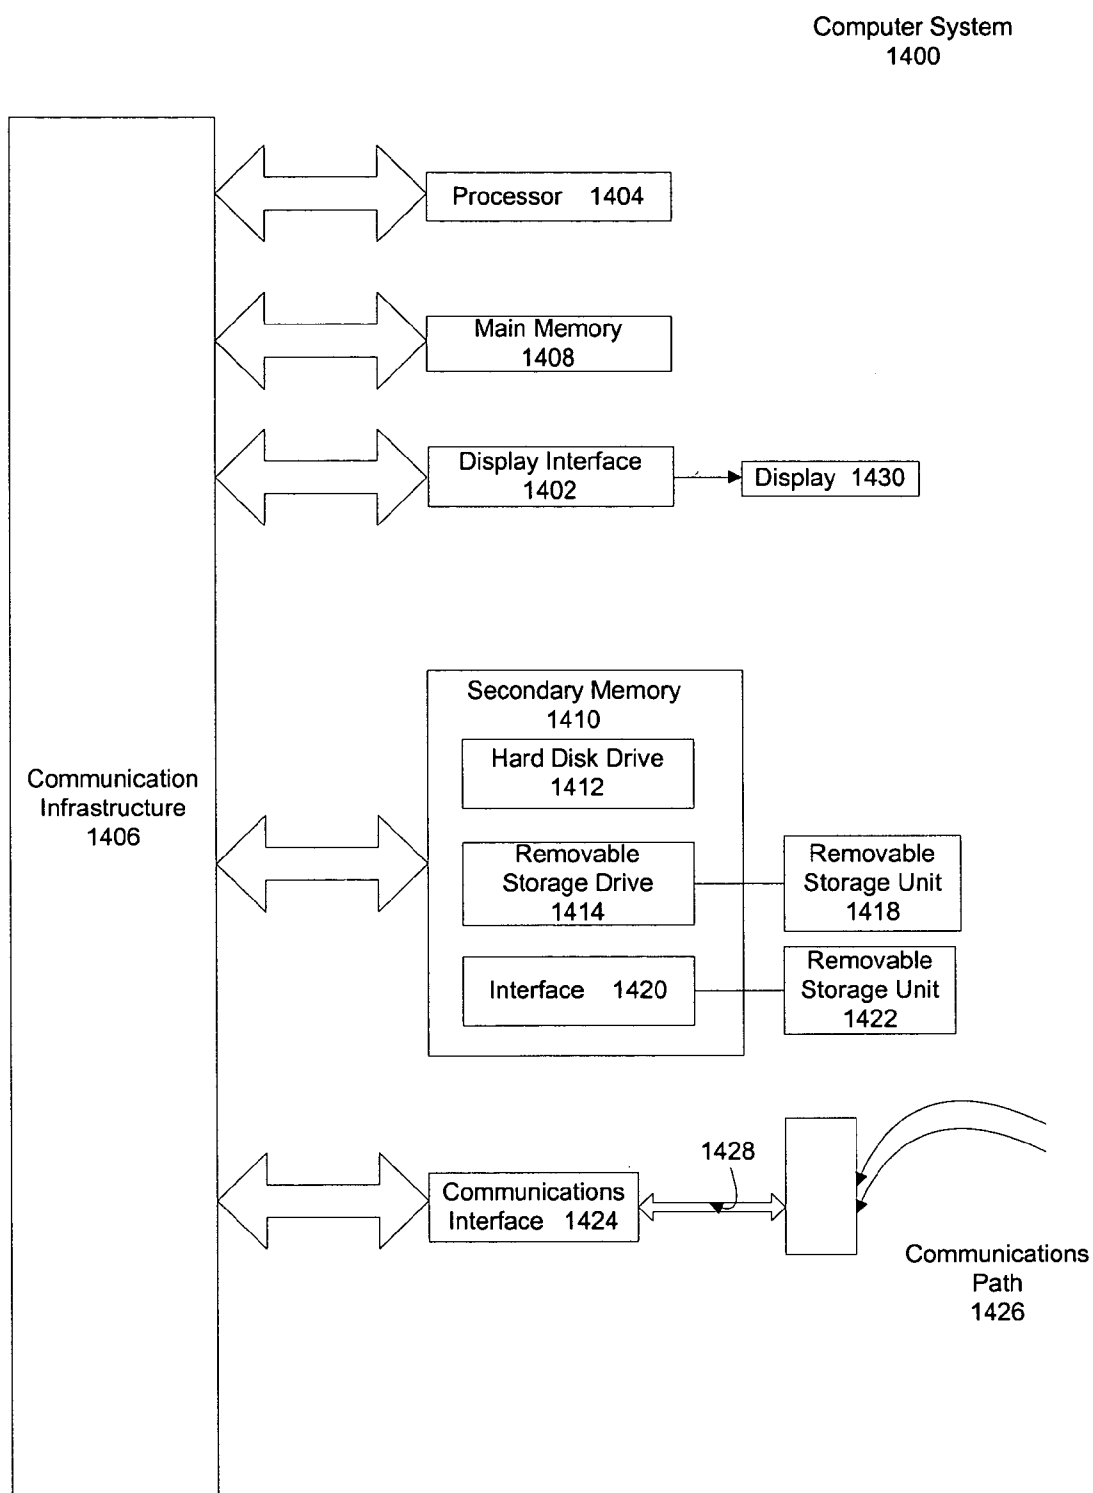 Computer System
1400
Processor 1404
Main Memory
1408
Display Interface
1402
Display 1430
Secondary Memory
1410
Hard Disk Drive
1412
Communication
Infrastructure
1406
Removable
Storage Drive
1414
Removable
Storage Unit
1418
Interface 1420
Removable
Storage Unit
1422
1428
Communications
Interface 1424
Communications
Path
1426